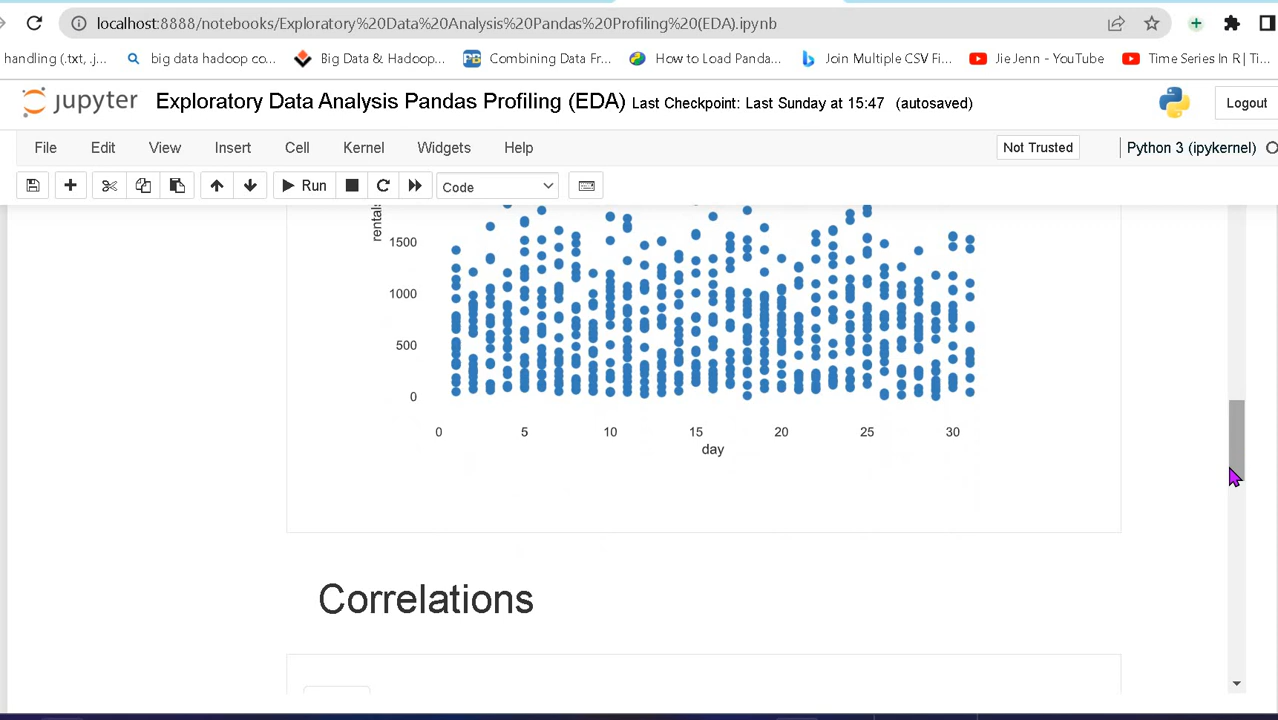 localhost:8888/notebooks/Exploratory%20Data%20Analysis%20Pandas%20Profiling%20(EDA).ipynb
handling (.txt, .j... big data hadoop co... Big Data & Hadoop... Combining Data Fr... How to Load Panda... Join Multiple CSV Fi... Jie Jenn - YouTube Time Series In R | Ti...
jupyter Exploratory Data Analysis Pandas Profiling (EDA) Last Checkpoint: Last Sunday at 15:47 (autosaved) Logout
File Edit View Insert Cell Kernel Widgets Help Not Trusted Python 3 (ipykernel)
Run Code
rentals
1500
1000
500
0
0 5 10 15 20 25 30
day
Correlations